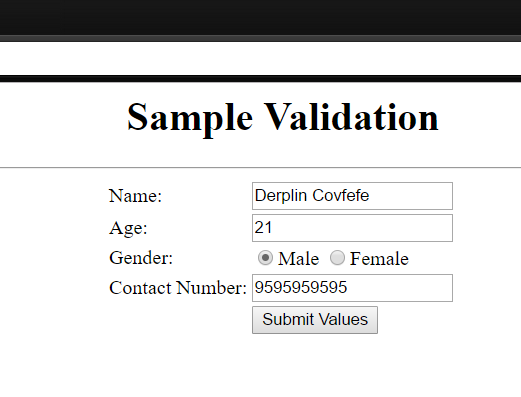 Sample Validation
Name: Derplin Covfefe
Age: 21
Gender: Male Female
Contact Number: 9595959595
Submit Values